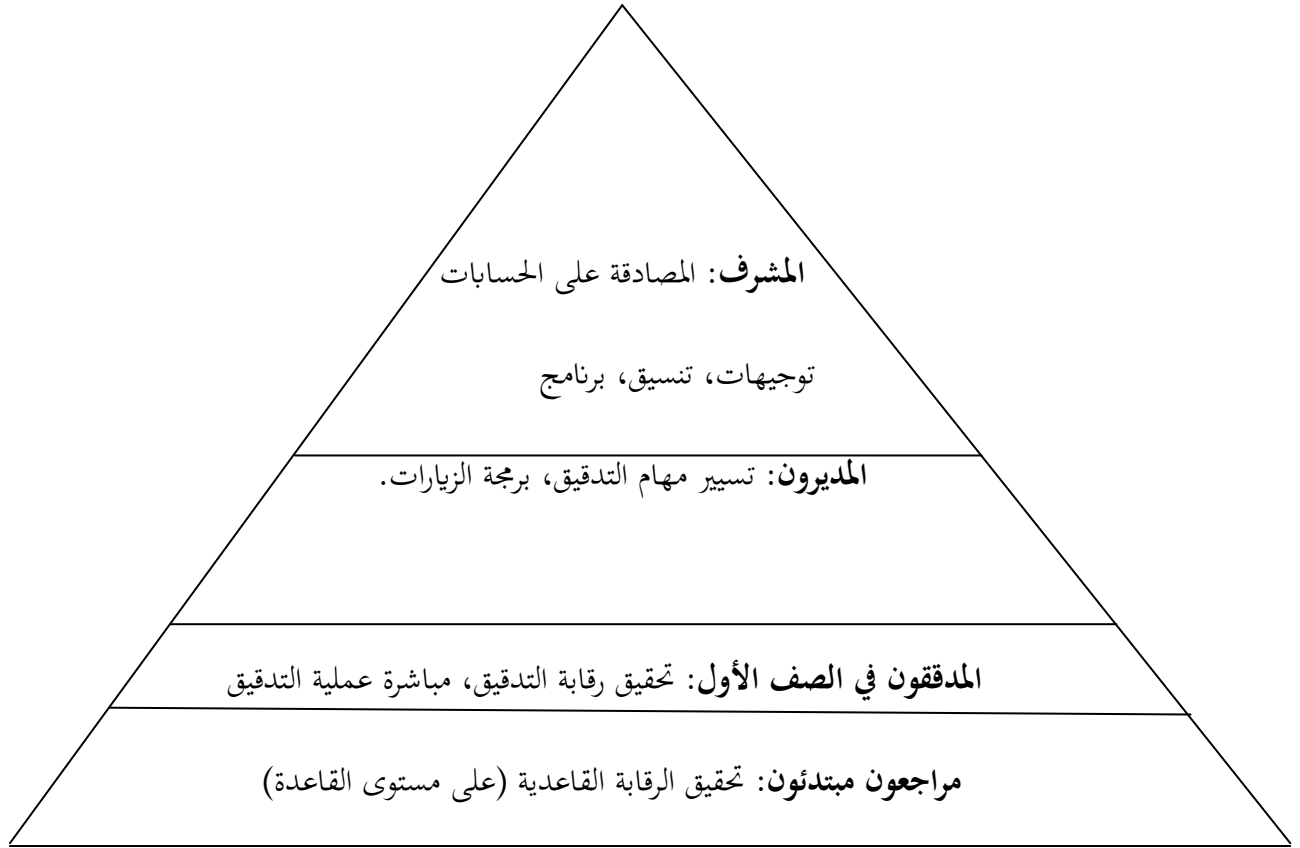 المشرف: المصادقة على الحسابات
توجيهات، تنسيق، برنامج
المديرون: تسيير مهام التدقيق، برمجة الزيارات.
المدققون في الصف الأول: تحقيق رقابة التدقيق، مباشرة عملية التدقيق
مراجعون مبتدئون: تحقيق الرقابة القاعدية (على مستوى القاعدة)